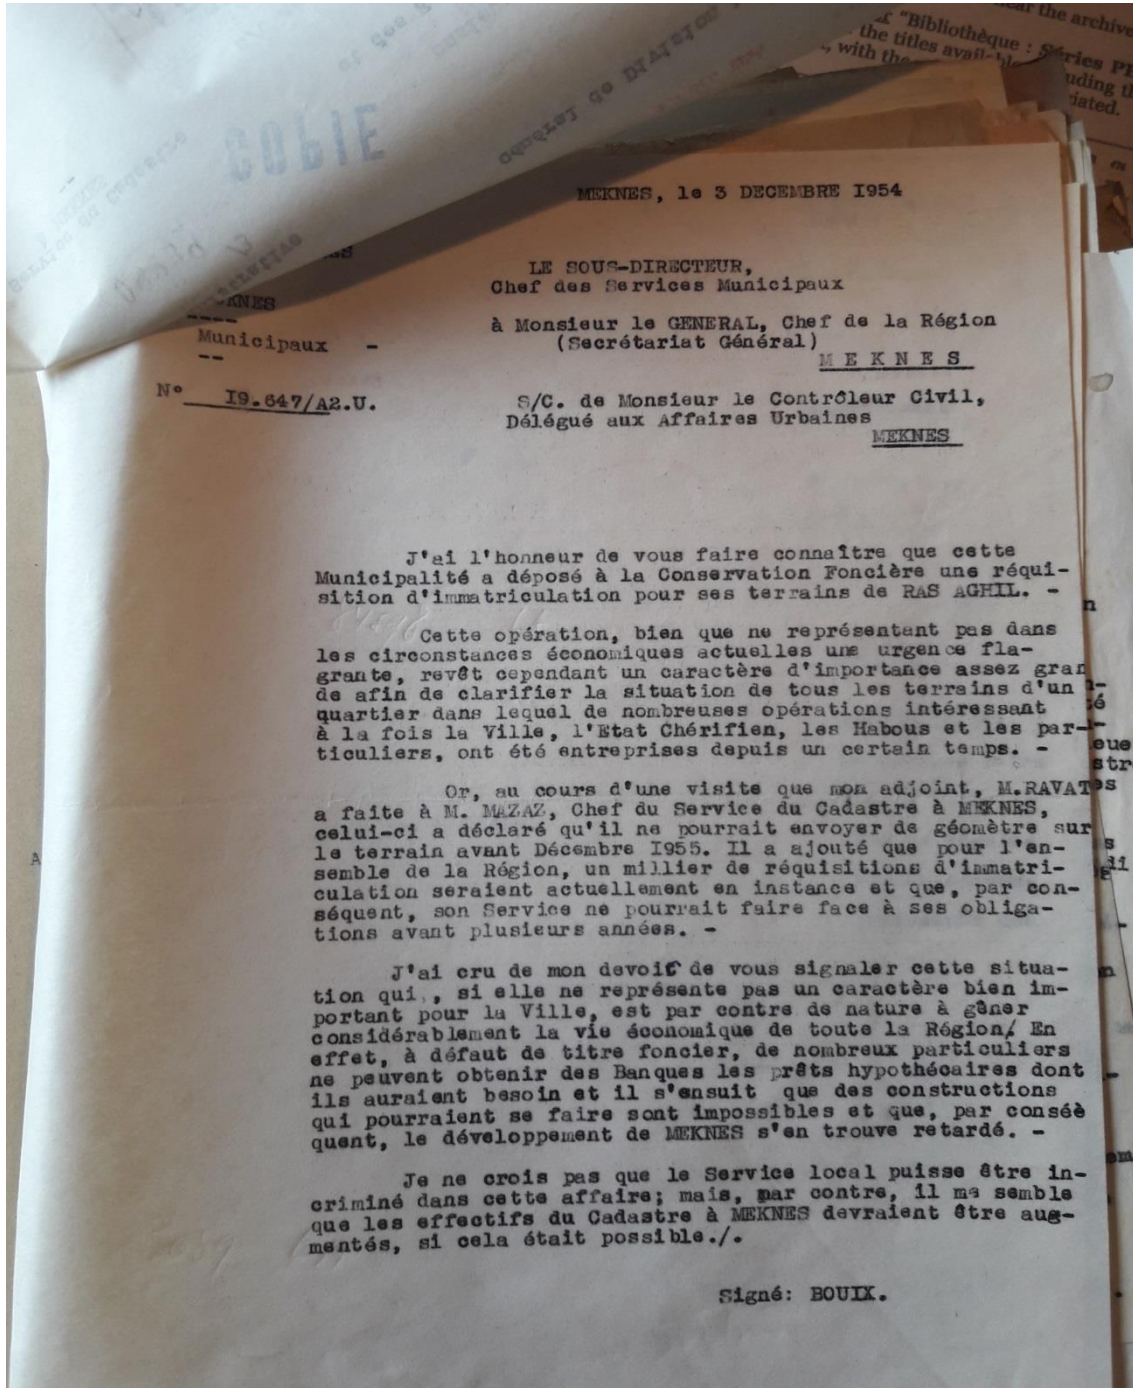 ear the archive
"Bibliothèque : Séries
the titles available
uding th
with the
iated.
COPIE
MEKNES, le 3 DECEMBRE I954
LE SOUS-DIRECTEUR,
Chef des Services Municipaux
KNES
----
à Monsieur le GENERAL, Chef de la Région
Municipaux -
--
(Secrétariat Général)
M E K N E S
N° I9.647/A2.U.
S/C. de Monsieur le Contrôleur Civil,
Délégué aux Affaires Urbaines
MEKNES
J'ai l'honneur de vous faire connaître que cette
Municipalité a déposé à la Conservation Foncière une réqui-
sition d'immatriculation pour ses terrains de RAS AGHIL. -
Cette opération, bien que ne représentant pas dans
les circonstances économiques actuelles une urgence fla-
grante, revêt cependant un caractère d'importance assez gran
de afin de clarifier la situation de tous les terrains d'un
quartier dans lequel de nombreuses opérations intéressant
à la fois la Ville, l'Etat Chérifien, les Habous et les par-
ticuliers, ont été entreprises depuis un certain temps. -
Or, au cours d'une visite que mon adjoint, M.RAVAT
a faite à M. MAZAZ, Chef du Service du Cadastre à MEKNES,
celui-ci a déclaré qu'il ne pourrait envoyer de géomètre sur
le terrain avant Décembre I955. Il a ajouté que pour l'en-
semble de la Région, un millier de réquisitions d'immatri-
culation seraient actuellement en instance et que, par con-
séquent, son Service ne pourrait faire face à ses obliga-
tions avant plusieurs années. -
J'ai cru de mon devoir de vous signaler cette situa-
tion qui, si elle ne représente pas un caractère bien im-
portant pour la Ville, est par contre de nature à gêner
considérablement la vie économique de toute la Région/ En
effet, à défaut de titre foncier, de nombreux particuliers
ne peuvent obtenir des Banques les prêts hypothécaires dont
ils auraient besoin et il s'ensuit que des constructions
qui pourraient se faire sont impossibles et que, par conséè
quent, le développement de MEKNES s'en trouve retardé. -
Je ne crois pas que le Service local puisse être in-
criminé dans cette affaire; mais, par contre, il me semble
que les effectifs du Cadastre à MEKNES devraient être aug-
mentés, si cela était possible./.
Signé: BOUIX.